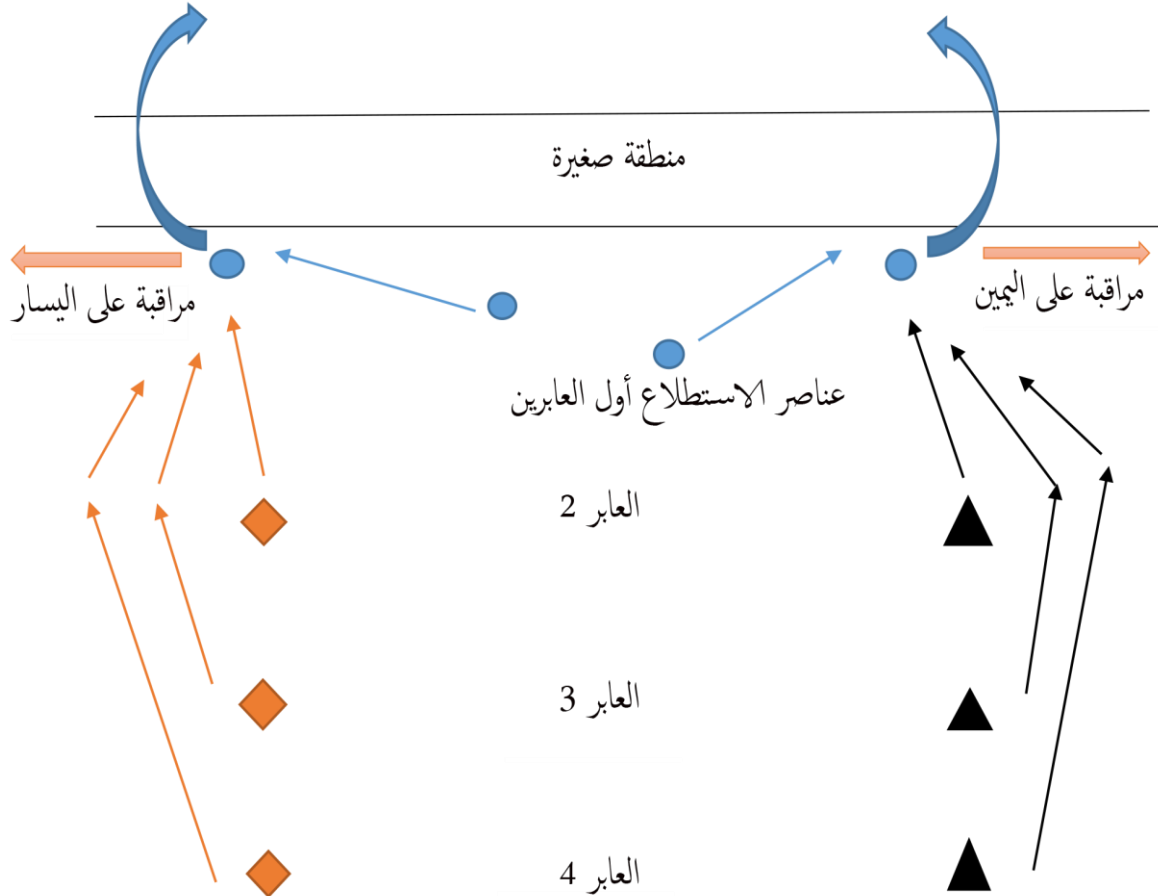 منطقة صغيرة
مراقبة على اليمين
مراقبة على اليسار
عناصر الاستطلاع أول العابرين
العابر 2
العابر 3
العابر 4